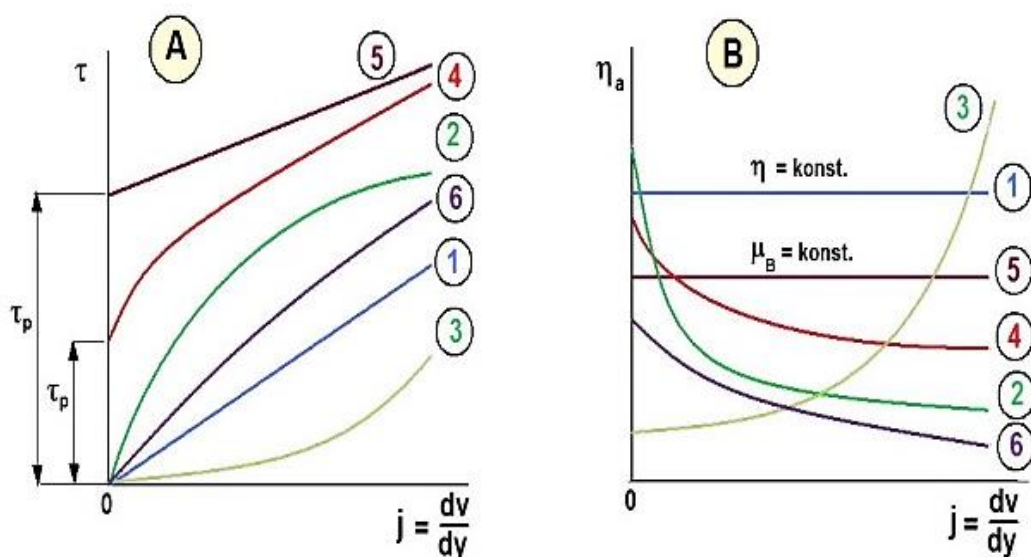 A
τ
5
4
2
6
1
3
τp
τp
0
j = dv/dy
B
ηa
3
η = konst.
1
μB = konst.
5
4
2
6
0
j = dv/dy